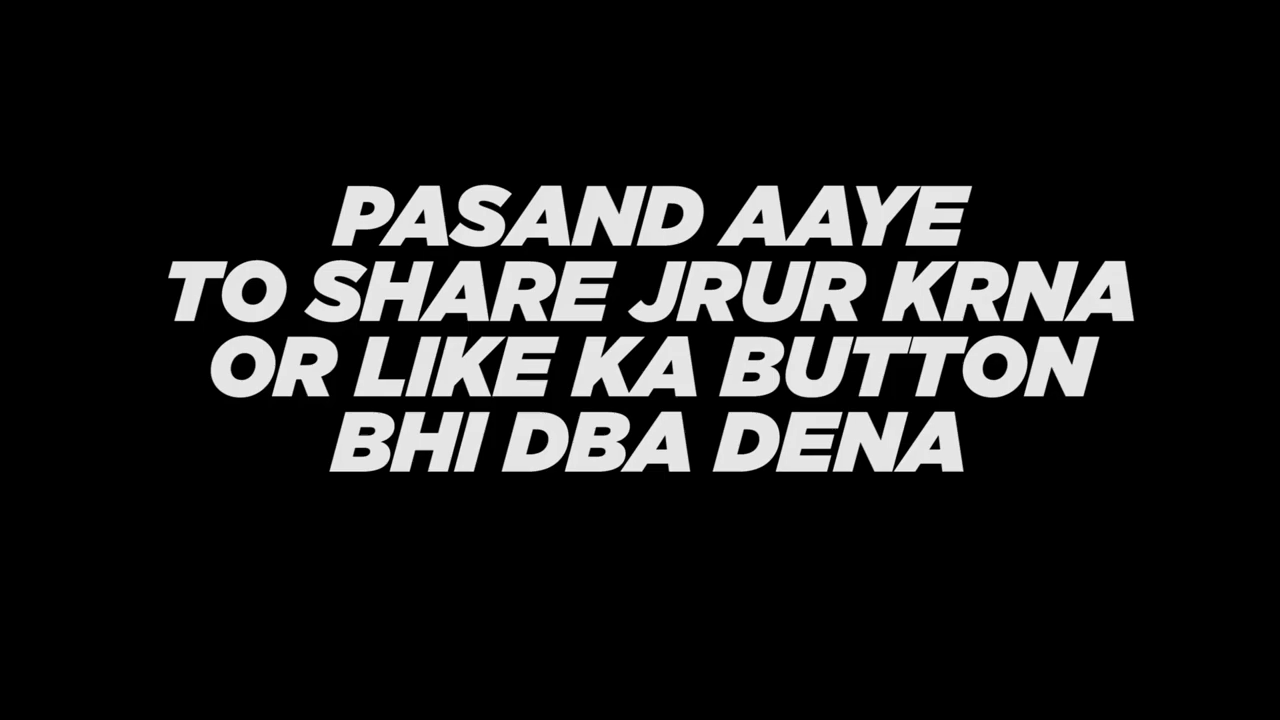 PASAND AAYE
TO SHARE JRUR KRNA
OR LIKE KA BUTTON
BHI DBA DENA